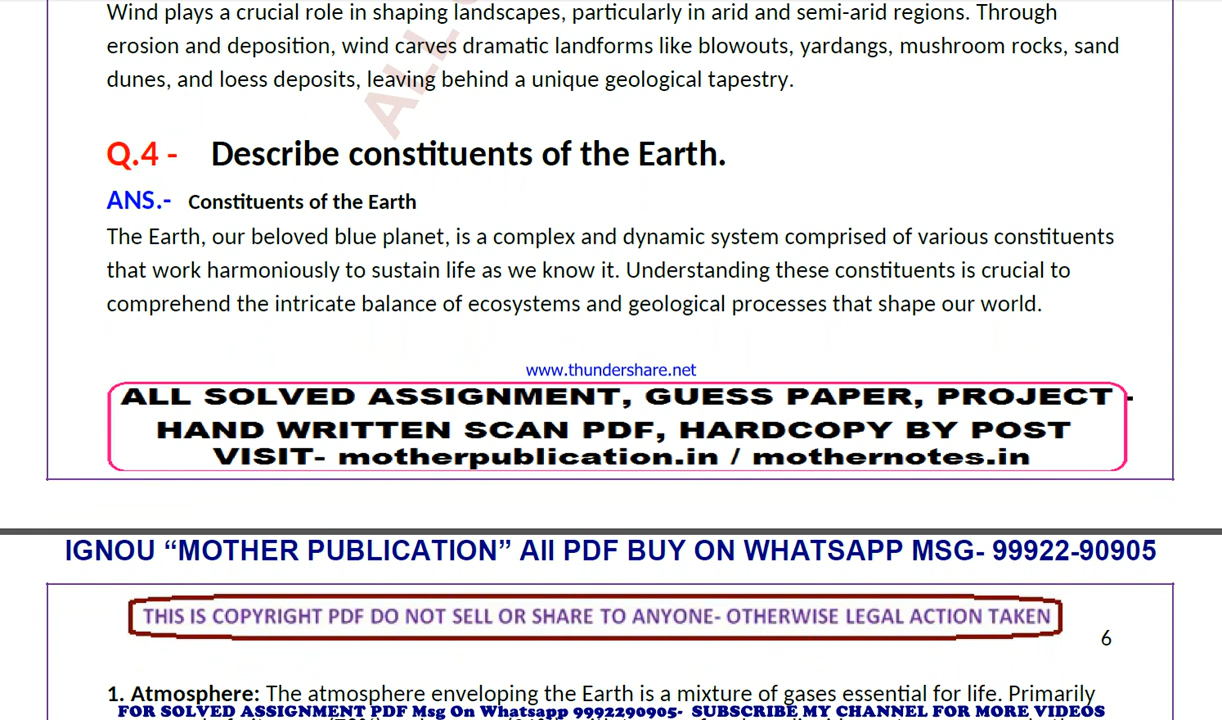 Wind plays a crucial role in shaping landscapes, particularly in arid and semi-arid regions. Through
erosion and deposition, wind carves dramatic landforms like blowouts, yardangs, mushroom rocks, sand
dunes, and loess deposits, leaving behind a unique geological tapestry.
ALL
Q.4 - Describe constituents of the Earth.
ANS.- Constituents of the Earth
The Earth, our beloved blue planet, is a complex and dynamic system comprised of various constituents
that work harmoniously to sustain life as we know it. Understanding these constituents is crucial to
comprehend the intricate balance of ecosystems and geological processes that shape our world.
www.thundershare.net
ALL SOLVED ASSIGNMENT, GUESS PAPER, PROJECT -
HAND WRITTEN SCAN PDF, HARDCOPY BY POST
VISIT- motherpublication.in / mothernotes.in
IGNOU “MOTHER PUBLICATION” All PDF BUY ON WHATSAPP MSG- 99922-90905
THIS IS COPYRIGHT PDF DO NOT SELL OR SHARE TO ANYONE- OTHERWISE LEGAL ACTION TAKEN
6
1. Atmosphere: The atmosphere enveloping the Earth is a mixture of gases essential for life. Primarily
FOR SOLVED ASSIGNMENT PDF Msg On Whatsapp 9992290905- SUBSCRIBE MY CHANNEL FOR MORE VIDEOS